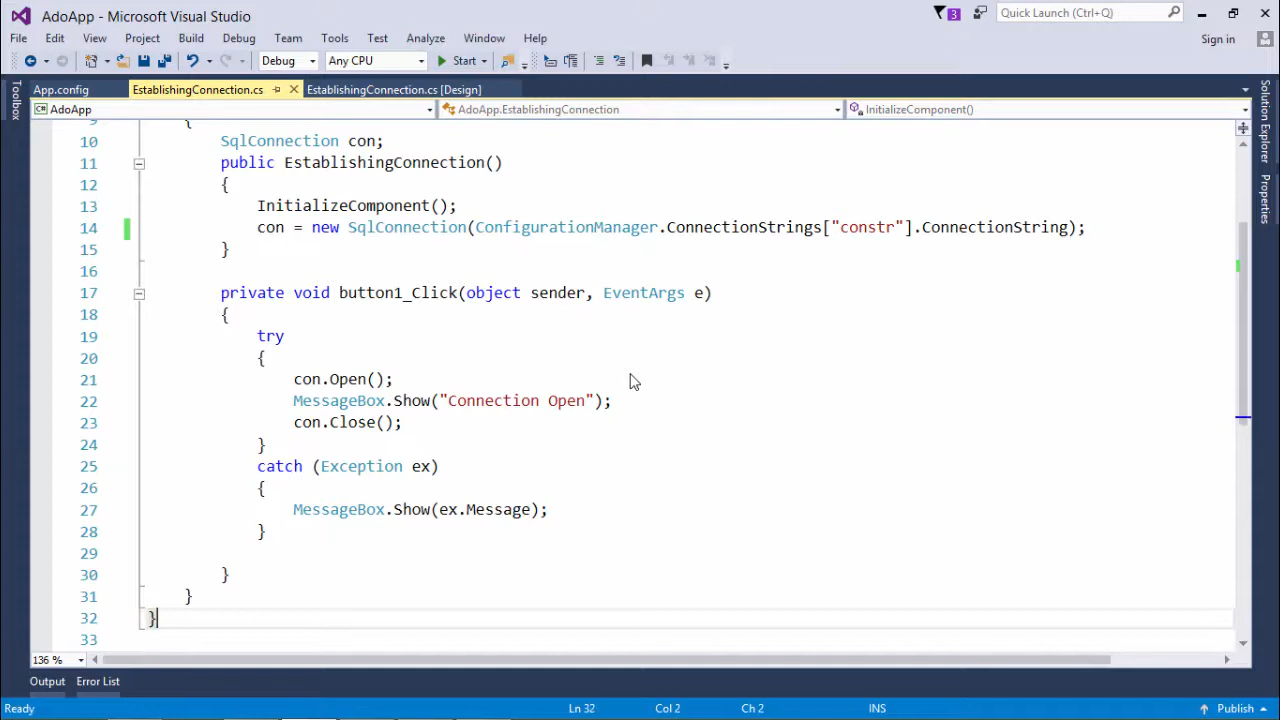 AdoApp - Microsoft Visual Studio
3
Quick Launch (Ctrl+Q)
File Edit View Project Build Debug Team Tools Test Analyze Window Help
Sign in
Debug Any CPU Start
Toolbox
App.config EstablishingConnection.cs EstablishingConnection.cs [Design]
AdoApp AdoApp.EstablishingConnection InitializeComponent()
Solution Explorer
Properties
{
10 SqlConnection con;
11 public EstablishingConnection()
12 {
13 InitializeComponent();
14 con = new SqlConnection(ConfigurationManager.ConnectionStrings["constr"].ConnectionString);
15 }
16
17 private void button1_Click(object sender, EventArgs e)
18 {
19 try
20 {
21 con.Open();
22 MessageBox.Show("Connection Open");
23 con.Close();
24 }
25 catch (Exception ex)
26 {
27 MessageBox.Show(ex.Message);
28 }
29
30 }
31 }
32 }
33
136 %
Output Error List
Ready Ln 32 Col 2 Ch 2 INS Publish